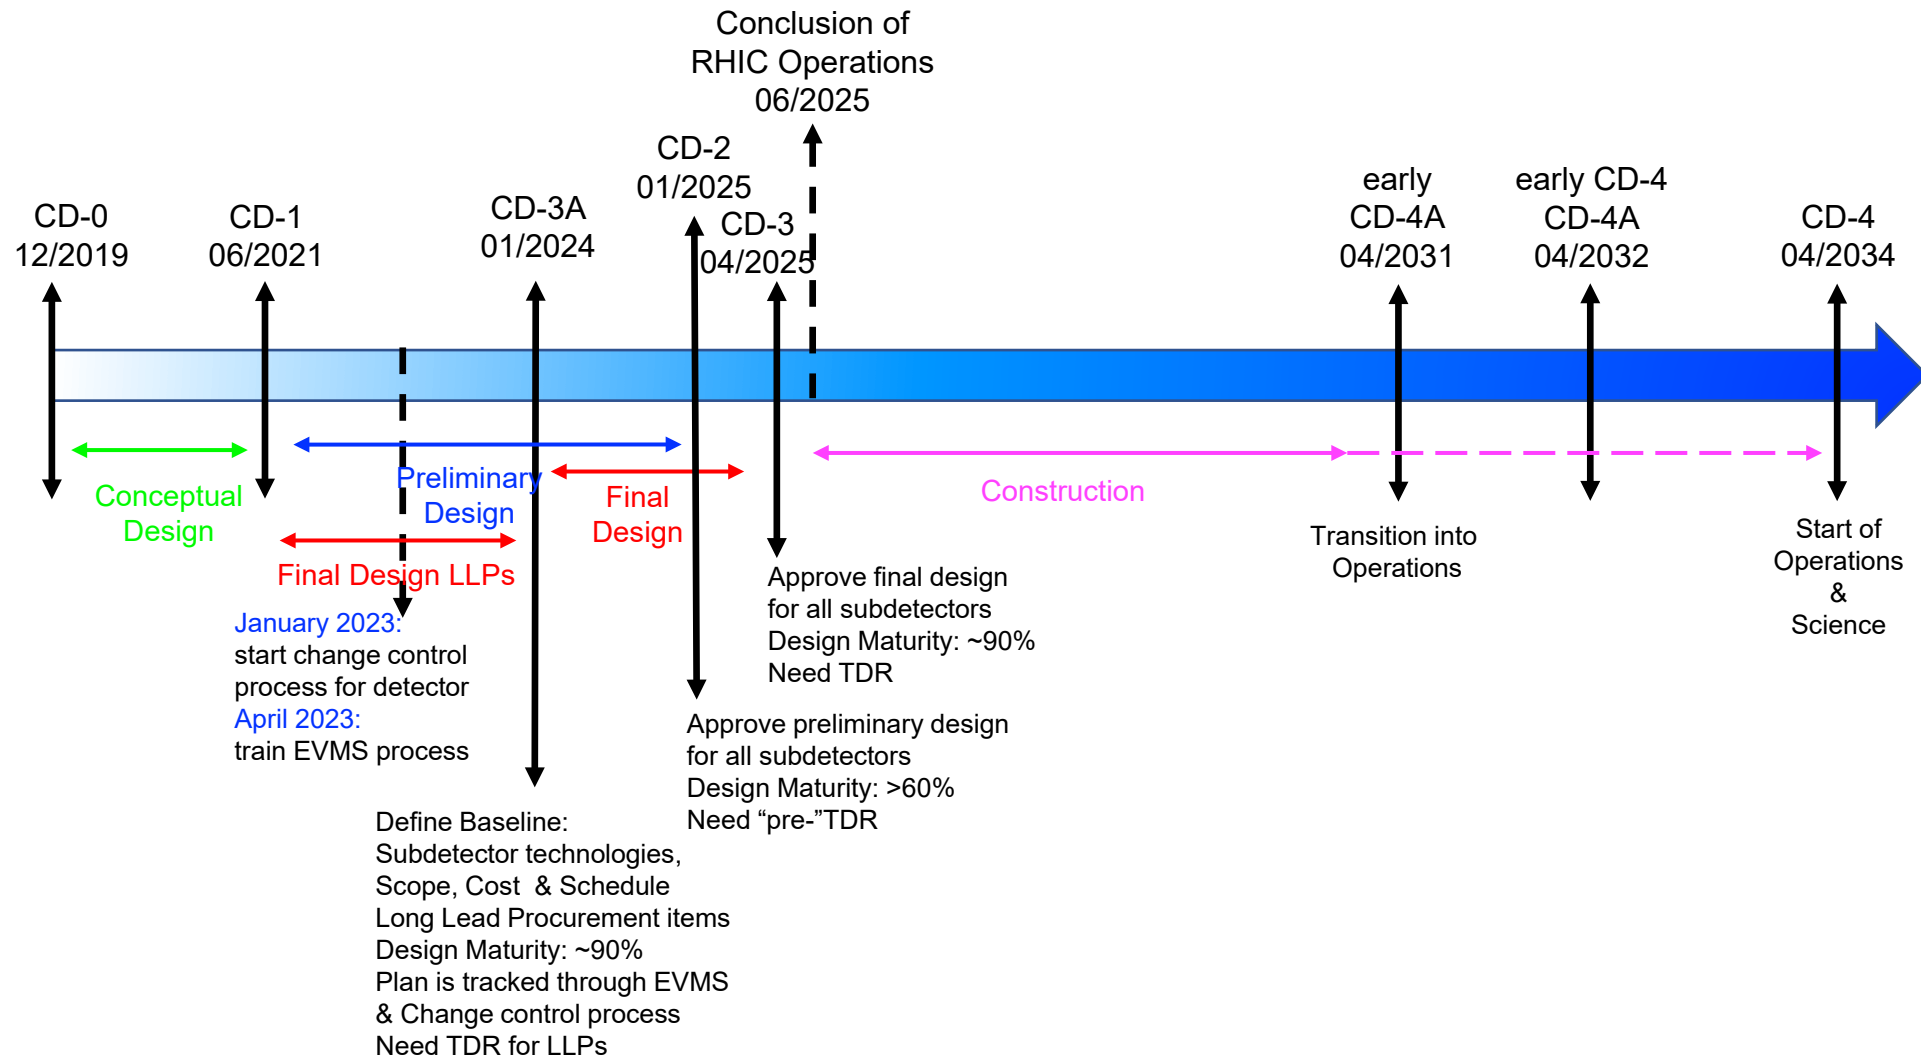 Conclusion of
RHIC Operations
06/2025
CD-2
01/2025
CD-0
12/2019
CD-1
06/2021
CD-3A
01/2024
CD-3
04/2025
early
CD-4A
04/2031
early CD-4
CD-4A
04/2032
CD-4
04/2034
Conceptual
Design
Preliminary
Design
Final
Design
Final Design LLPs
Construction
January 2023:
start change control
process for detector
April 2023:
train EVMS process
Define Baseline:
Subdetector technologies,
Scope, Cost & Schedule
Long Lead Procurement items
Design Maturity: ~90%
Plan is tracked through EVMS
& Change control process
Need TDR for LLPs
Approve preliminary design
for all subdetectors
Design Maturity: >60%
Need “pre-”TDR
Approve final design
for all subdetectors
Design Maturity: ~90%
Need TDR
Transition into
Operations
Start of
Operations
&
Science